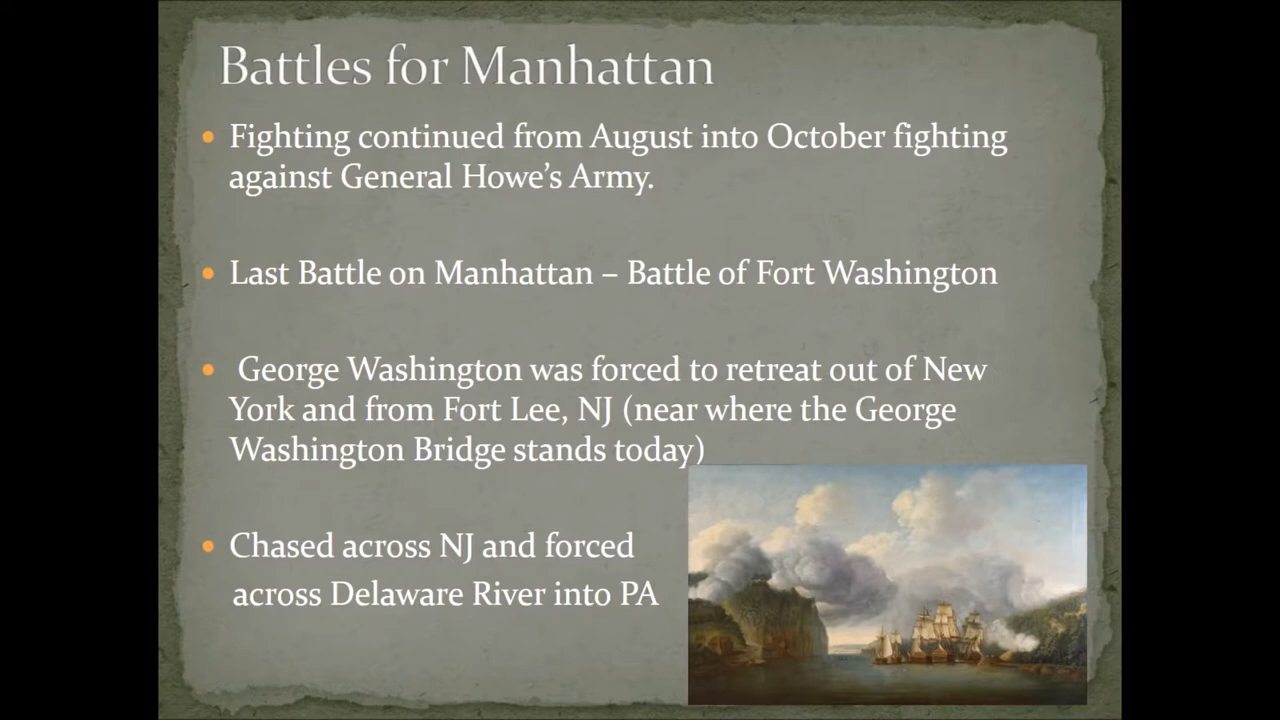 Battles for Manhattan
• Fighting continued from August into October fighting
against General Howe’s Army.
• Last Battle on Manhattan – Battle of Fort Washington
• George Washington was forced to retreat out of New
York and from Fort Lee, NJ (near where the George
Washington Bridge stands today)
• Chased across NJ and forced
across Delaware River into PA